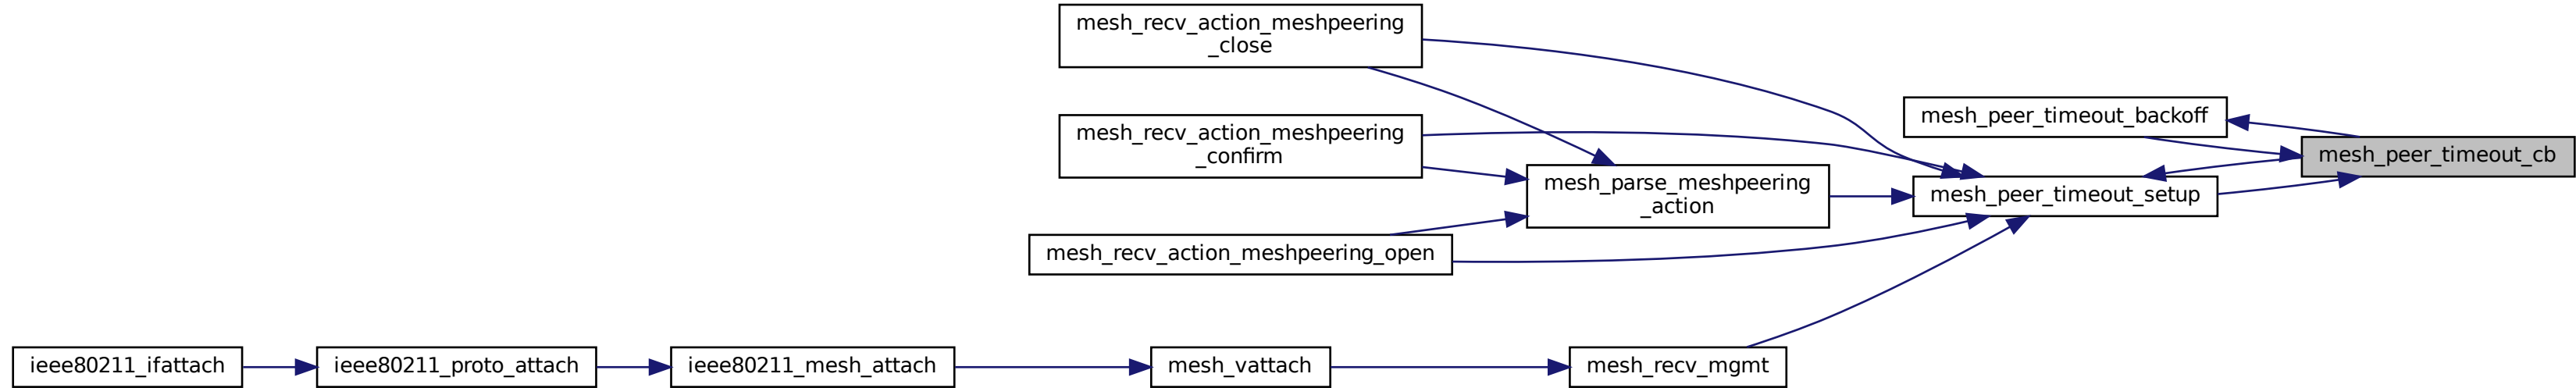 mesh_recv_action_meshpeering
_close
mesh_peer_timeout_backoff
mesh_recv_action_meshpeering
_confirm
mesh_peer_timeout_cb
mesh_parse_meshpeering
_action
mesh_peer_timeout_setup
mesh_recv_action_meshpeering_open
ieee80211_ifattach
ieee80211_proto_attach
ieee80211_mesh_attach
mesh_vattach
mesh_recv_mgmt